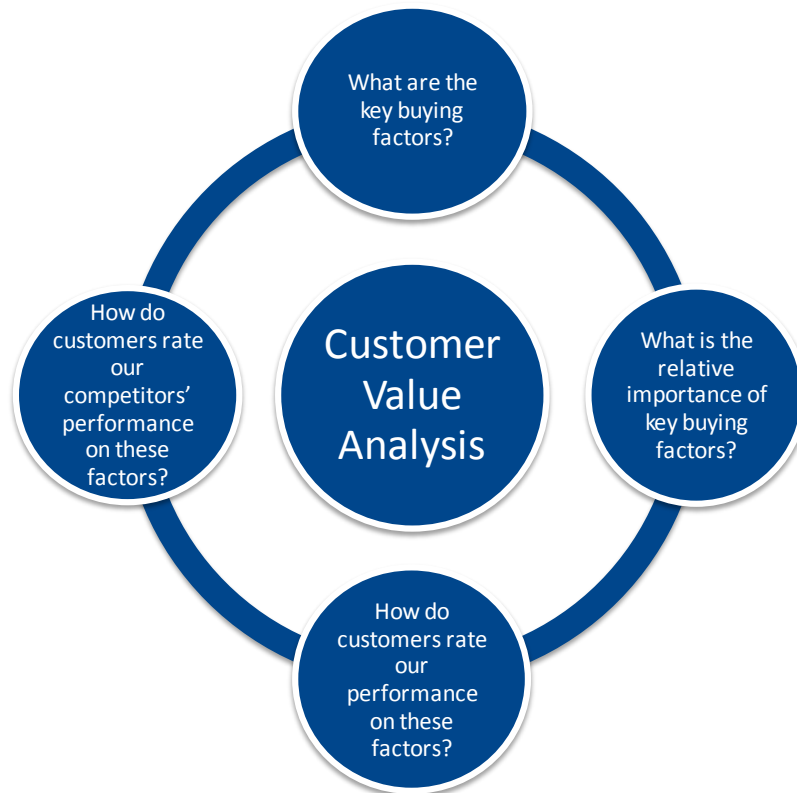 What are the
key buying
factors?
How do
customers rate
our
competitors’
performance
on these
factors?
Customer
Value
Analysis
What is the
relative
importance of
key buying
factors?
How do
customers rate
our
performance
on these
factors?